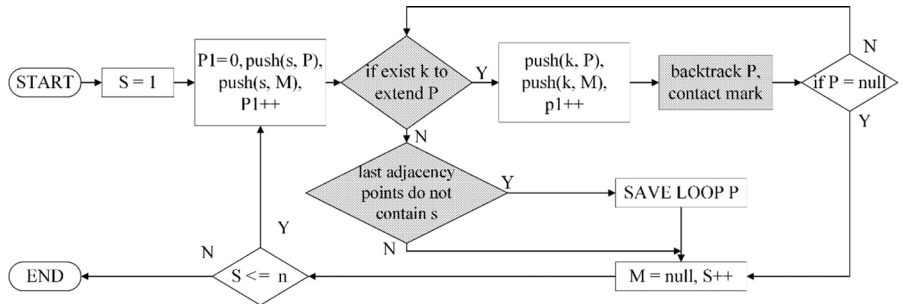 START
S = 1
P1=0, push(s, P),
push(s, M),
P1++
if exist k to
extend P
Y
push(k, P),
push(k, M),
p1++
backtrack P,
contact mark
if P = null
N
Y
N
last adjacency
points do not
contain s
Y
SAVE LOOP P
N
M = null, S++
S <= n
Y
N
END